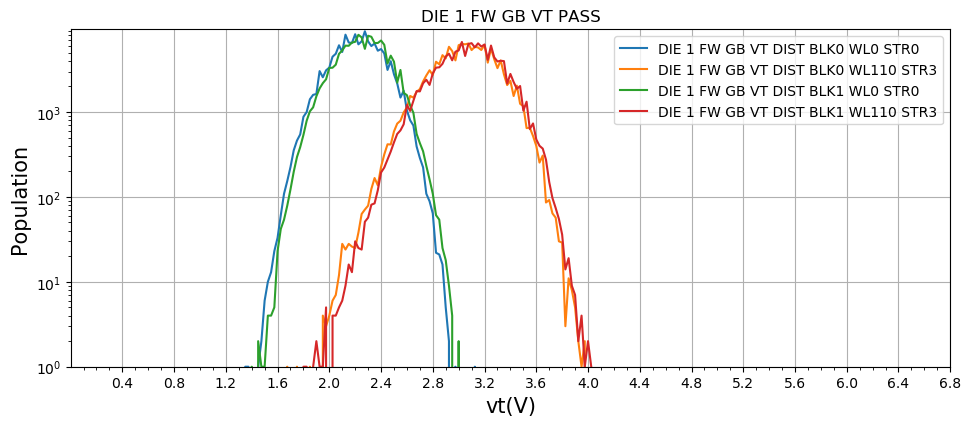 DIE 1 FW GB VT PASS
DIE 1 FW GB VT DIST BLK0 WL0 STR0
DIE 1 FW GB VT DIST BLK0 WL110 STR3
DIE 1 FW GB VT DIST BLK1 WL0 STR0
DIE 1 FW GB VT DIST BLK1 WL110 STR3
Population
10³
10²
10¹
10⁰
0.4 0.8 1.2 1.6 2.0 2.4 2.8 3.2 3.6 4.0 4.4 4.8 5.2 5.6 6.0 6.4 6.8
vt(V)